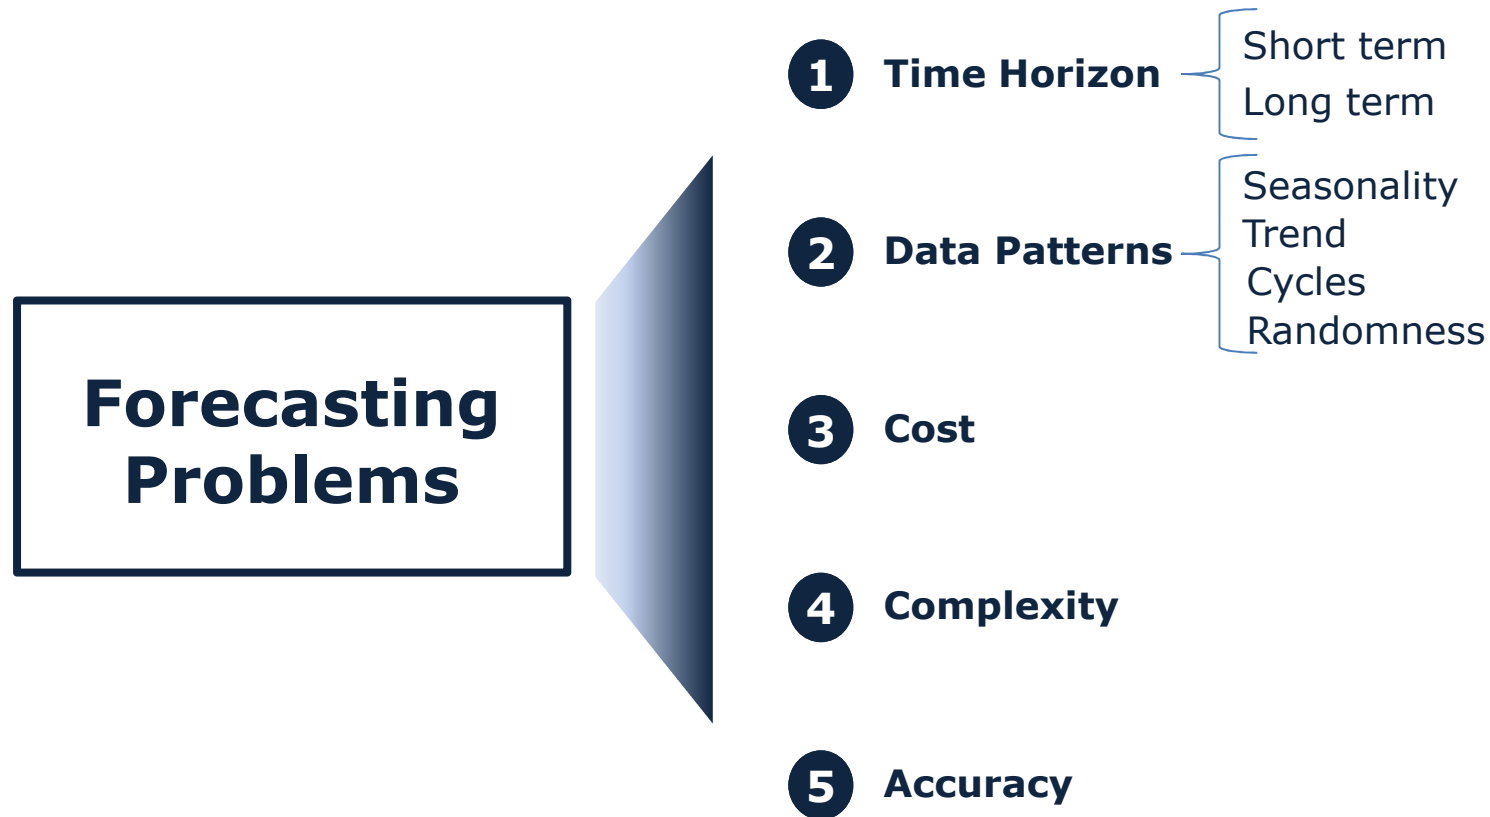 Forecasting
Problems
1 Time Horizon
Short term
Long term
2 Data Patterns
Seasonality
Trend
Cycles
Randomness
3 Cost
4 Complexity
5 Accuracy